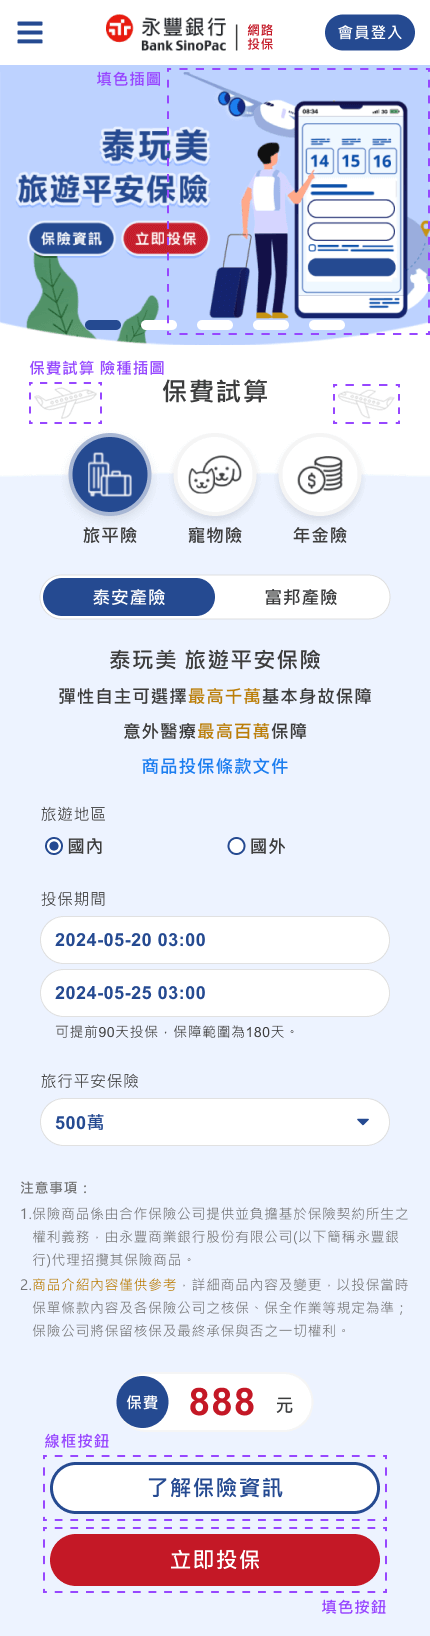 永豐銀行
Bank SinoPac
網路
投保
會員登入
填色插圖
泰玩美
旅遊平安保險
保險資訊
立即投保
08:34
3G
14 15 16
保費試算 險種插圖
保費試算
旅平險
寵物險
年金險
泰安產險
富邦產險
泰玩美 旅遊平安保險
彈性自主可選擇最高千萬基本身故保障
意外醫療最高百萬保障
商品投保條款文件
旅遊地區
國內
國外
投保期間
2024-05-20 03:00
2024-05-25 03:00
可提前90天投保，保障範圍為180天。
旅行平安保險
500萬
注意事項：
1.保險商品係由合作保險公司提供並負擔基於保險契約所生之
權利義務，由永豐商業銀行股份有限公司(以下簡稱永豐銀
行)代理招攬其保險商品。
2.商品介紹內容僅供參考，詳細商品內容及變更，以投保當時
保單條款內容及各保險公司之核保、保全作業等規定為準；
保險公司將保留核保及最終承保與否之一切權利。
保費
888 元
線框按鈕
了解保險資訊
立即投保
填色按鈕